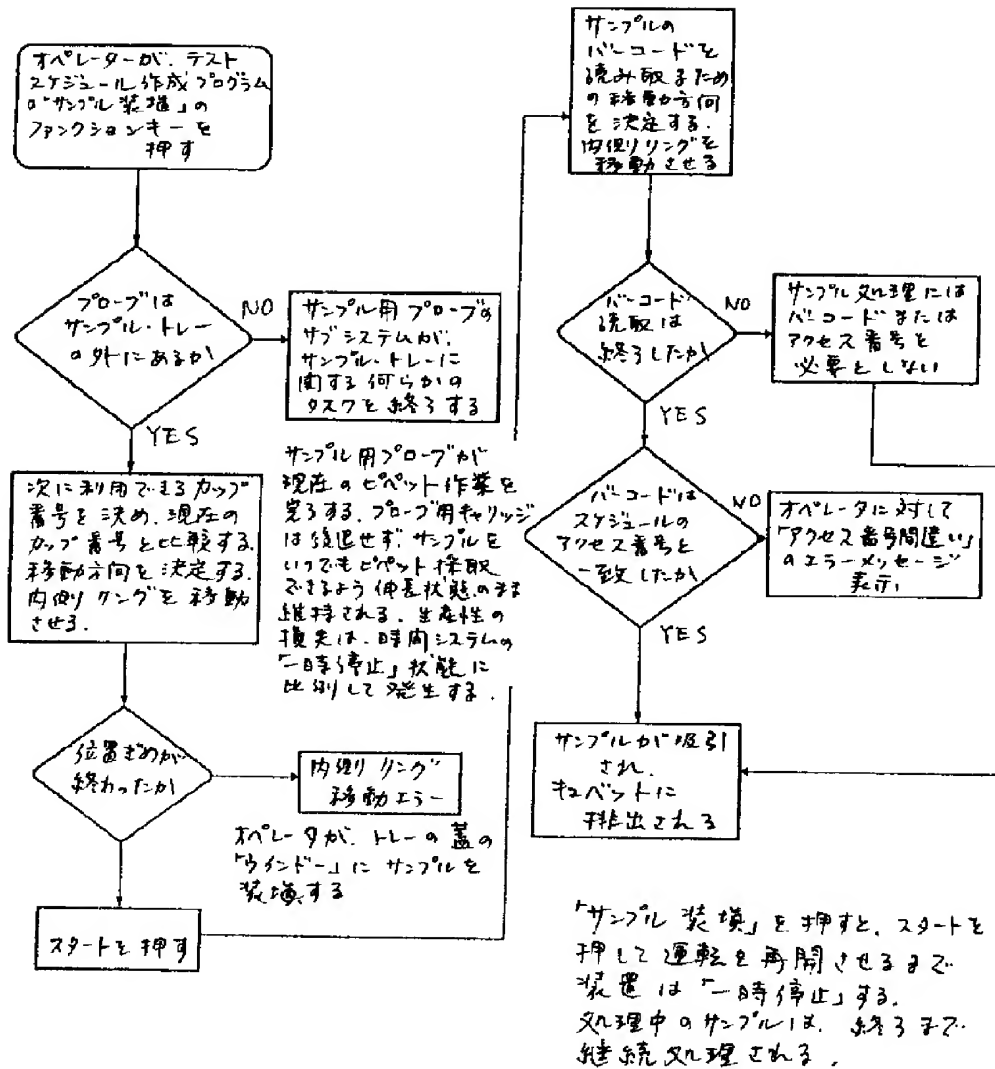 オペレーターが、テスト
スケジュール作成プログラム
の「サンプル装填」の
ファンクションキーを
押す
プローブは
サンプル・トレー
の外にあるか
NO
サンプル用プローブの
サブシステムが、
サンプル・トレーに
関する何らかの
タスクを終了する
YES
次に利用できるカップ
番号を決め、現在の
カップ番号と比較する。
移動方向を決定する。
内側リングを移動
させる。
サンプル用プローブが
現在のピペット作業を
完了する。プローブ用キャリッジ
は後退せず、サンプルを
いつでもピペット採取
できるよう伸長状態のまま
維持される。生産性の
損失は、時間システムの
「一時停止」状態に
比例して発生する。
位置ぎめが
終わったか
内側リング
移動エラー
オペレータが、トレーの蓋の
「ウインドー」にサンプルを
装填する
スタートを押す
サンプルの
バーコードを
読み取るため
の移動方向
を決定する。
内側リングを
移動させる
バーコード
読取は
終了したか
NO
サンプル処理には
バーコードまたは
アクセス番号を
必要としない
YES
バーコードは
スケジュールの
アクセス番号と
一致したか
NO
オペレータに対して
「アクセス番号間違い」
のエラーメッセージ
表示
YES
サンプルが吸引
され、
キュベットに
排出される
「サンプル装填」を押すと、スタートを
押して運転を再開させるまで
装置は「一時停止」する。
処理中のサンプルは、終了まで
継続処理される。